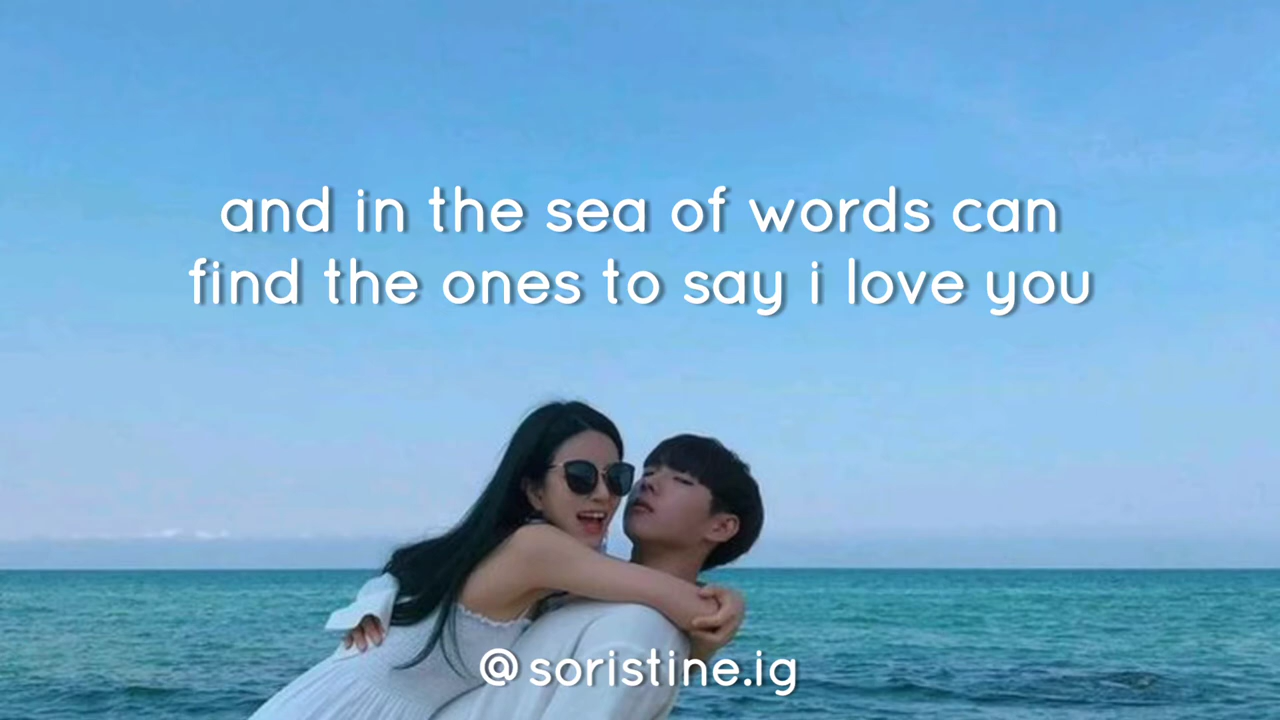 and in the sea of words can
find the ones to say i love you
@soristine.ig